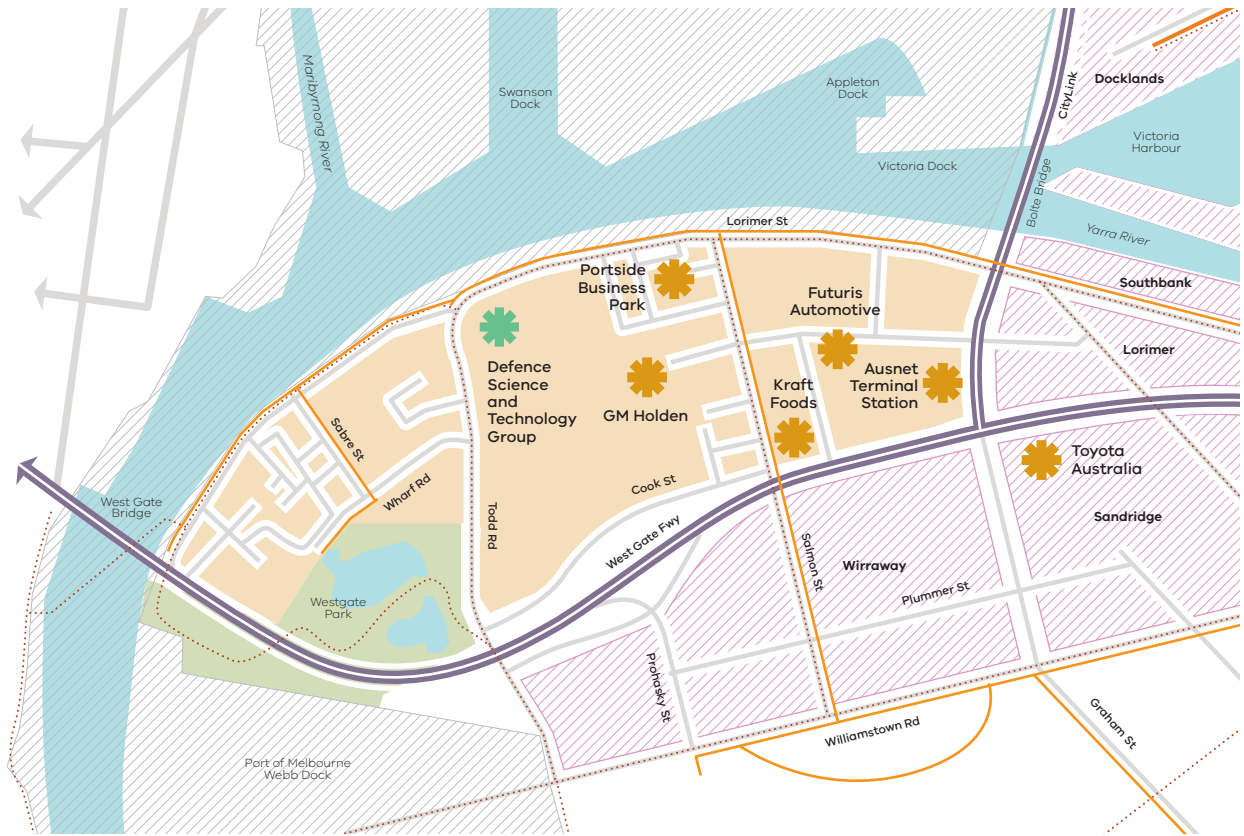 Maribyrnong River
Swanson
Dock
Appleton
Dock
CityLink
Docklands
Victoria
Harbour
Victoria Dock
Bolte Bridge
Lorimer St
Yarra River
Portside
Business
Park
Southbank
Futuris
Automotive
Lorimer
Defence
Science
and
Technology
Group
GM Holden
Kraft
Foods
Ausnet
Terminal
Station
Sabre St
Toyota
Australia
Wharf Rd
Cook St
West Gate
Bridge
Todd Rd
West Gate Fwy
Sandridge
Salmon St
Wirraway
Plummer St
Westgate
Park
Prohasky St
Graham St
Williamstown Rd
Port of Melbourne
Webb Dock